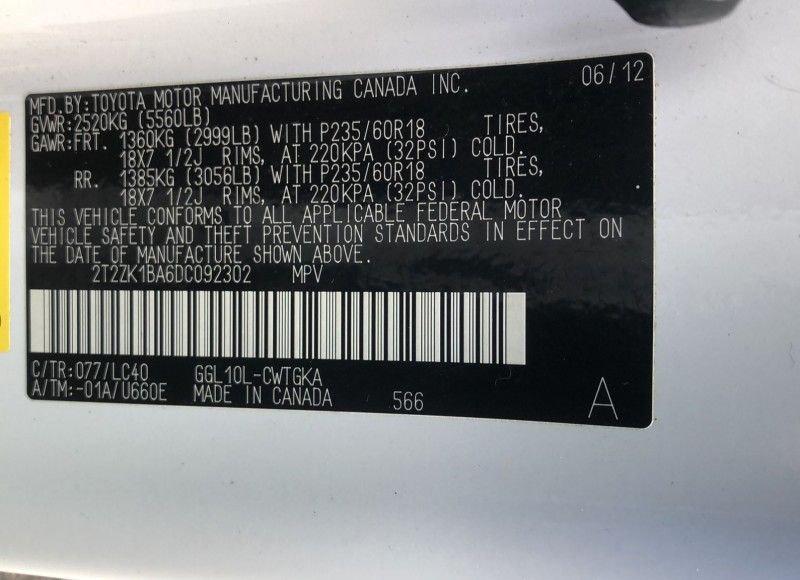 MFD.BY:TOYOTA MOTOR MANUFACTURING CANADA INC. 06/12
GVWR:2520KG (5560LB)
GAWR:FRT. 1360KG (2999LB) WITH P235/60R18 TIRES,
18X7 1/2J RIMS, AT 220KPA (32PSI) COLD.
RR. 1385KG (3056LB) WITH P235/60R18 TIRES,
18X7 1/2J RIMS, AT 220KPA (32PSI) COLD.
THIS VEHICLE CONFORMS TO ALL APPLICABLE FEDERAL MOTOR
VEHICLE SAFETY AND THEFT PREVENTION STANDARDS IN EFFECT ON
THE DATE OF MANUFACTURE SHOWN ABOVE.
2T2ZK1BA6DC092302 MPV
C/TR:077/LC40 GGL10L-CWTGKA
A/TM:-01A/U660E MADE IN CANADA 566 A